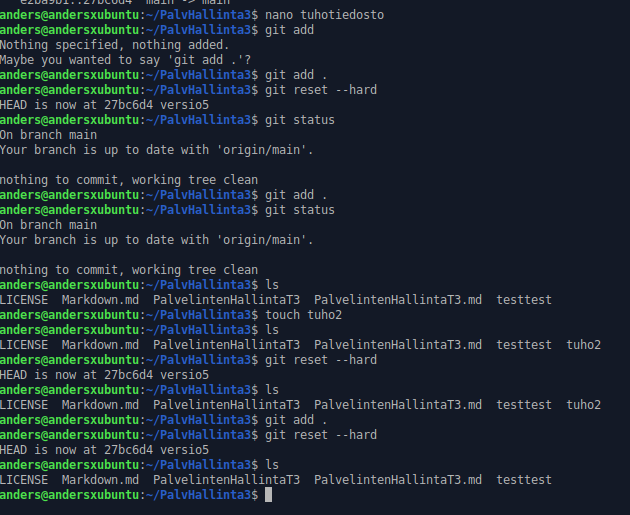 e2ba9b1..27bc6d4  main -> main
anders@andersxubuntu:~/PalvHallinta3$ nano tuhotiedosto
anders@andersxubuntu:~/PalvHallinta3$ git add
Nothing specified, nothing added.
Maybe you wanted to say 'git add .'?
anders@andersxubuntu:~/PalvHallinta3$ git add .
anders@andersxubuntu:~/PalvHallinta3$ git reset --hard
HEAD is now at 27bc6d4 versio5
anders@andersxubuntu:~/PalvHallinta3$ git status
On branch main
Your branch is up to date with 'origin/main'.
nothing to commit, working tree clean
anders@andersxubuntu:~/PalvHallinta3$ git add .
anders@andersxubuntu:~/PalvHallinta3$ git status
On branch main
Your branch is up to date with 'origin/main'.
nothing to commit, working tree clean
anders@andersxubuntu:~/PalvHallinta3$ ls
LICENSE  Markdown.md  PalvelintenHallintaT3  PalvelintenHallintaT3.md  testtest
anders@andersxubuntu:~/PalvHallinta3$ touch tuho2
anders@andersxubuntu:~/PalvHallinta3$ ls
LICENSE  Markdown.md  PalvelintenHallintaT3  PalvelintenHallintaT3.md  testtest  tuho2
anders@andersxubuntu:~/PalvHallinta3$ git reset --hard
HEAD is now at 27bc6d4 versio5
anders@andersxubuntu:~/PalvHallinta3$ ls
LICENSE  Markdown.md  PalvelintenHallintaT3  PalvelintenHallintaT3.md  testtest  tuho2
anders@andersxubuntu:~/PalvHallinta3$ git add .
anders@andersxubuntu:~/PalvHallinta3$ git reset --hard
HEAD is now at 27bc6d4 versio5
anders@andersxubuntu:~/PalvHallinta3$ ls
LICENSE  Markdown.md  PalvelintenHallintaT3  PalvelintenHallintaT3.md  testtest
anders@andersxubuntu:~/PalvHallinta3$